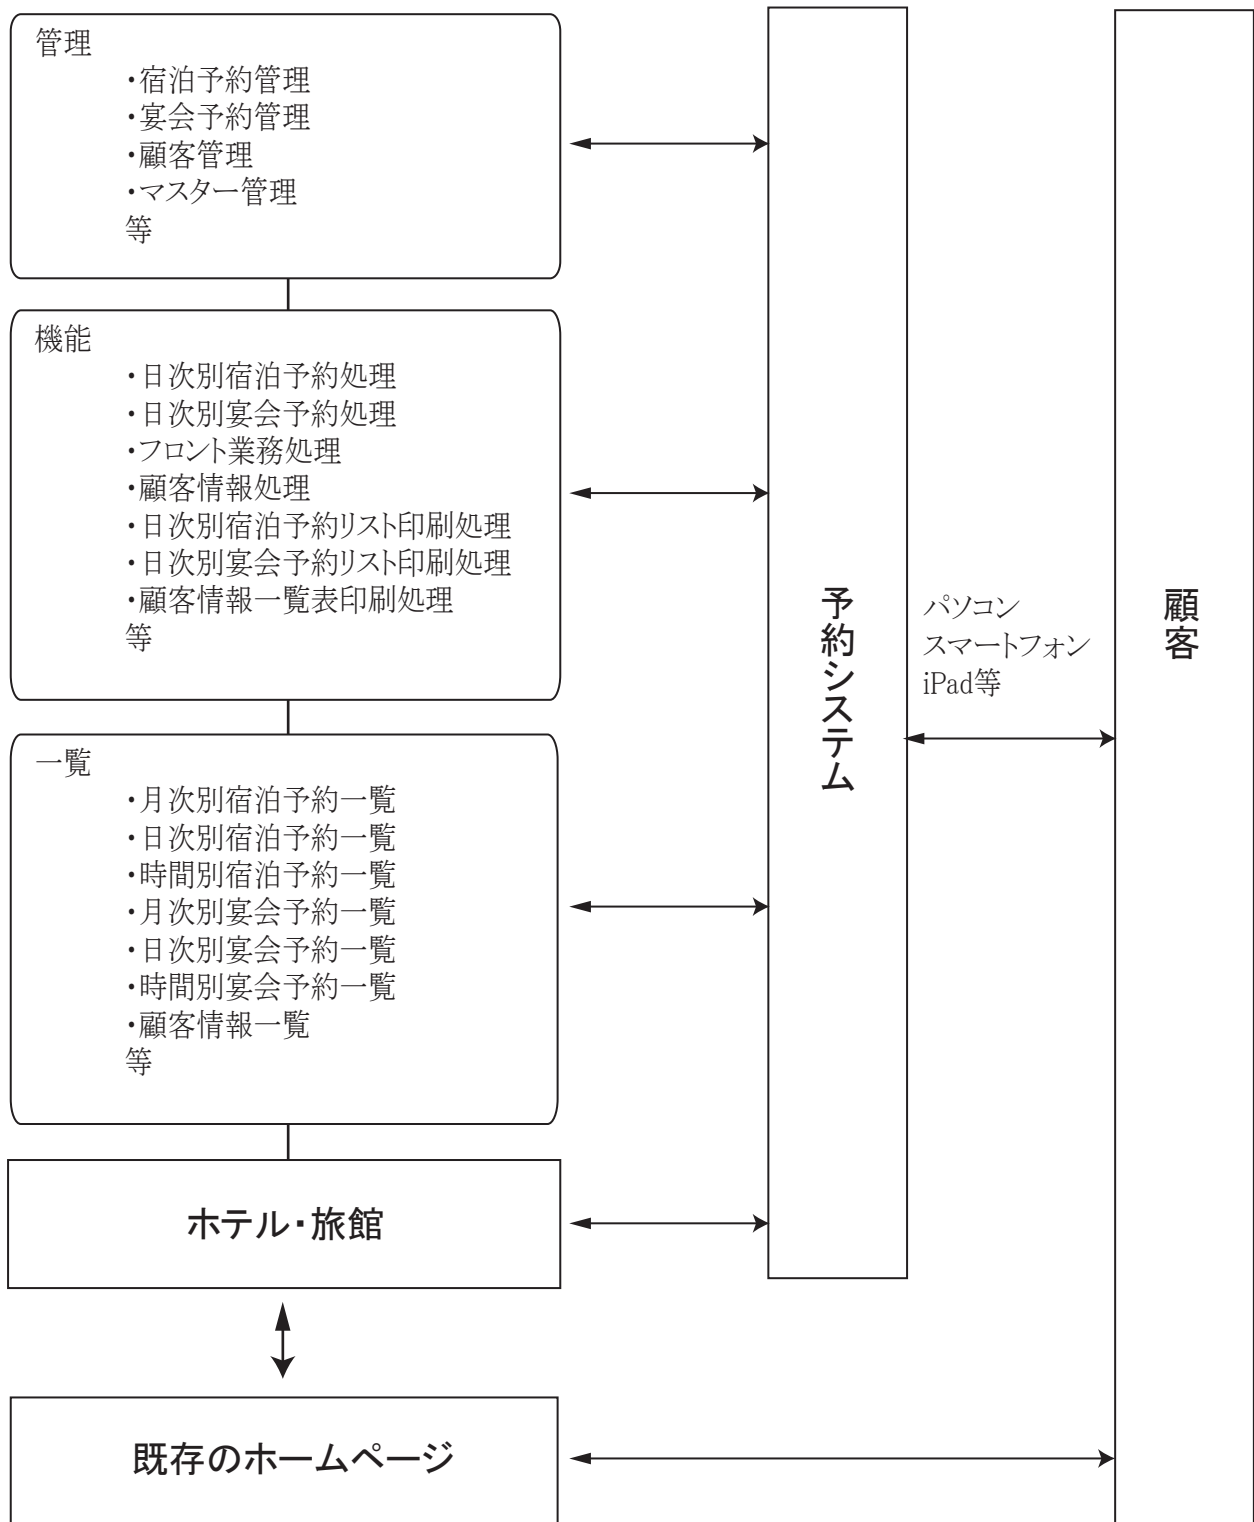 管理
・宿泊予約管理
・宴会予約管理
・顧客管理
・マスター管理
等
機能
・日次別宿泊予約処理
・日次別宴会予約処理
・フロント業務処理
・顧客情報処理
・日次別宿泊予約リスト印刷処理
・日次別宴会予約リスト印刷処理
・顧客情報一覧表印刷処理
等
一覧
・月次別宿泊予約一覧
・日次別宿泊予約一覧
・時間別宿泊予約一覧
・月次別宴会予約一覧
・日次別宴会予約一覧
・時間別宴会予約一覧
・顧客情報一覧
等
ホテル・旅館
既存のホームページ
予約システム
パソコン
スマートフォン
iPad等
顧客